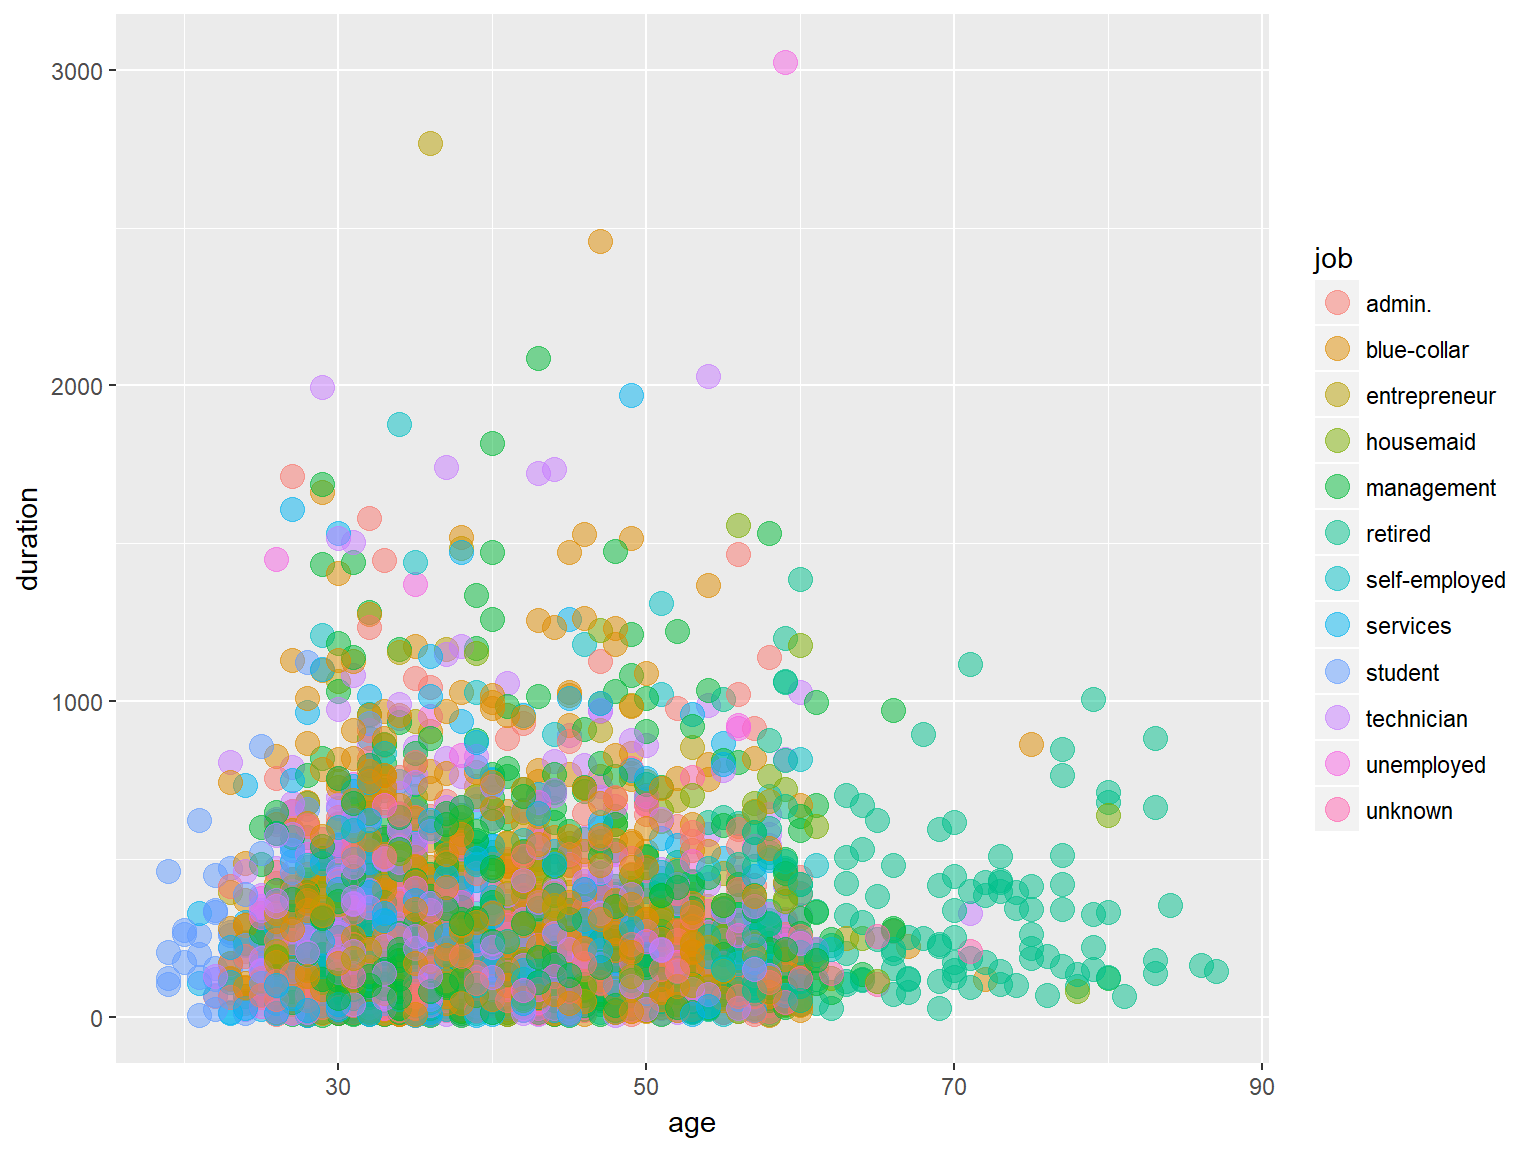 3000
2000
1000
0
duration
30
50
70
90
age
job
admin.
blue-collar
entrepreneur
housemaid
management
retired
self-employed
services
student
technician
unemployed
unknown